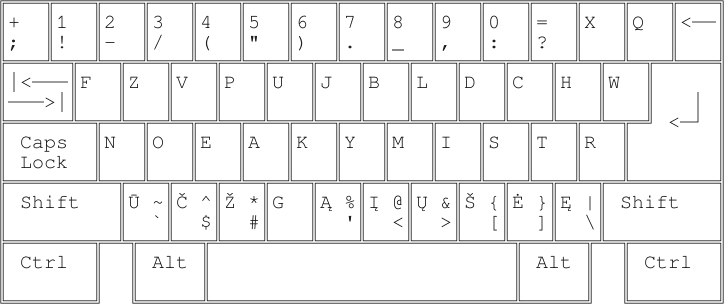 + 1 2 3 4 5 6 7 8 9 0 = X Q <—
; ! − / ( " ) . _ , : ?
|<—— F Z V P U J B L D C H W
——>| <—┘
Caps N O E A K Y M I S T R
Lock
Shift Ū ~ Č ^ Ž * G Ą % Į @ Ų & Š { Ė } Ę | Shift
` $ # ' < > [ ] \
Ctrl Alt Alt Ctrl